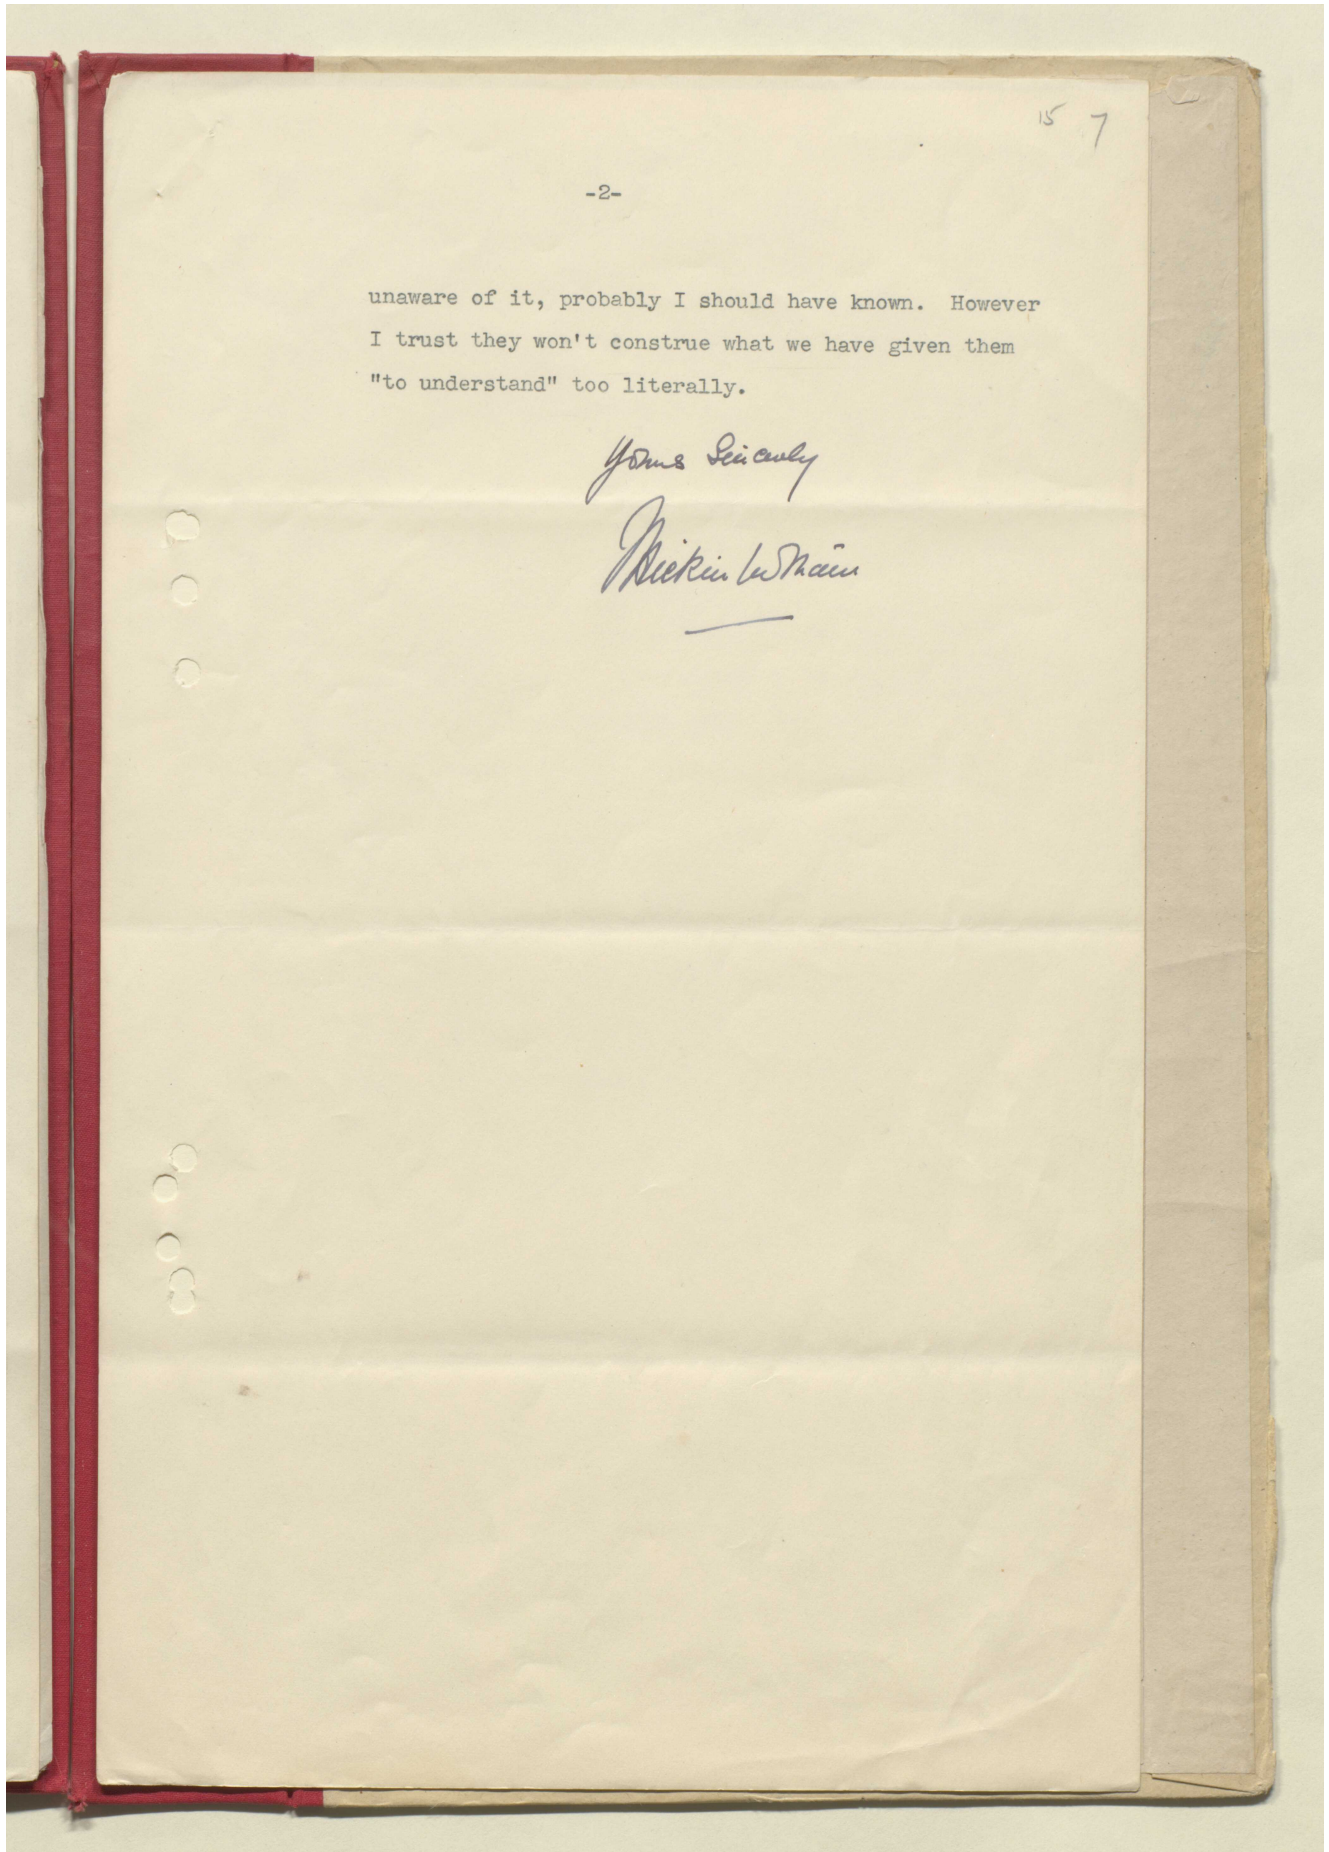 15 7
-2-
unaware of it, probably I should have known. However
I trust they won't construe what we have given them
"to understand" too literally.
Yours Sincerely